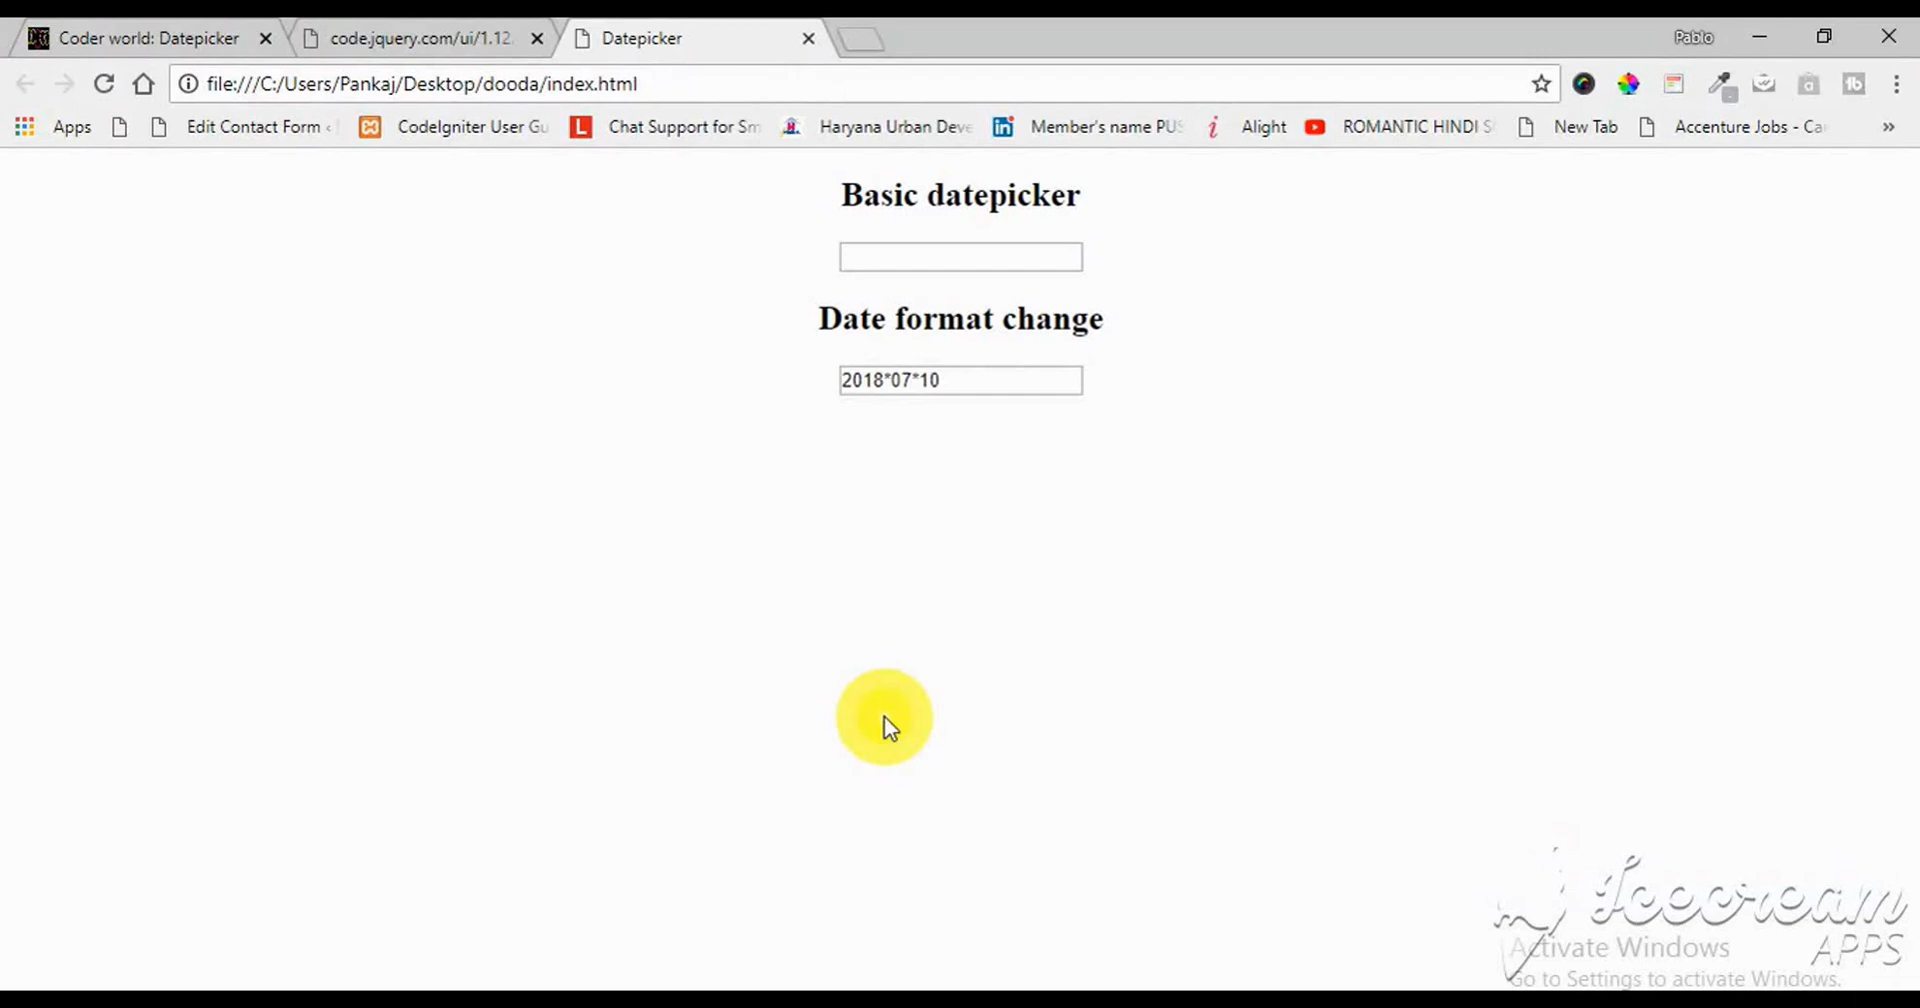 Coder world: Datepicker
code.jquery.com/ui/1.12.
Datepicker
Pablo
file:///C:/Users/Pankaj/Desktop/dooda/index.html
Apps
Edit Contact Form ‹
CodeIgniter User Gu
Chat Support for Sm
Haryana Urban Deve
Member's name PUS
Alight
ROMANTIC HINDI S
New Tab
Accenture Jobs - Car
»
Basic datepicker
Date format change
2018*07*10
Icecream
APPS
Activate Windows
Go to Settings to activate Windows.